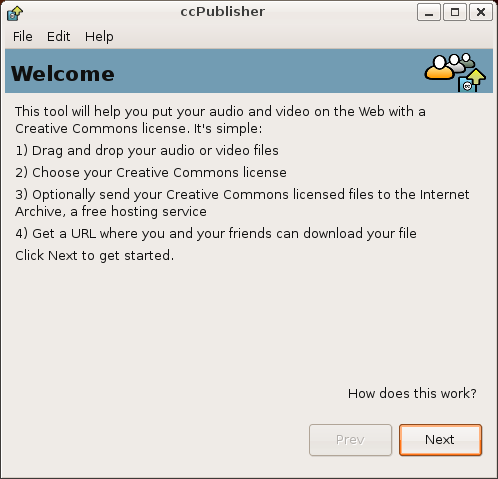 ccPublisher
File Edit Help
Welcome
This tool will help you put your audio and video on the Web with a
Creative Commons license. It's simple:
1) Drag and drop your audio or video files
2) Choose your Creative Commons license
3) Optionally send your Creative Commons licensed files to the Internet
Archive, a free hosting service
4) Get a URL where you and your friends can download your file
Click Next to get started.
How does this work?
Prev Next